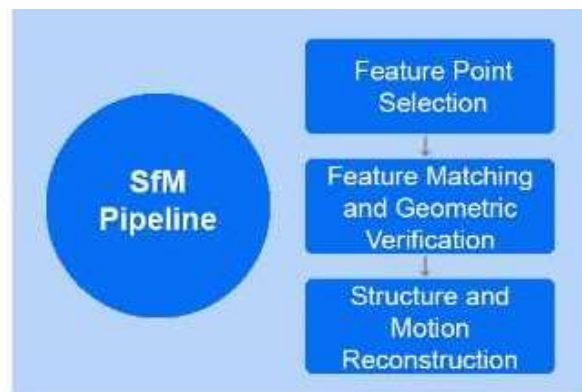 SfM
Pipeline
Feature Point
Selection
Feature Matching
and Geometric
Verification
Structure and
Motion
Reconstruction